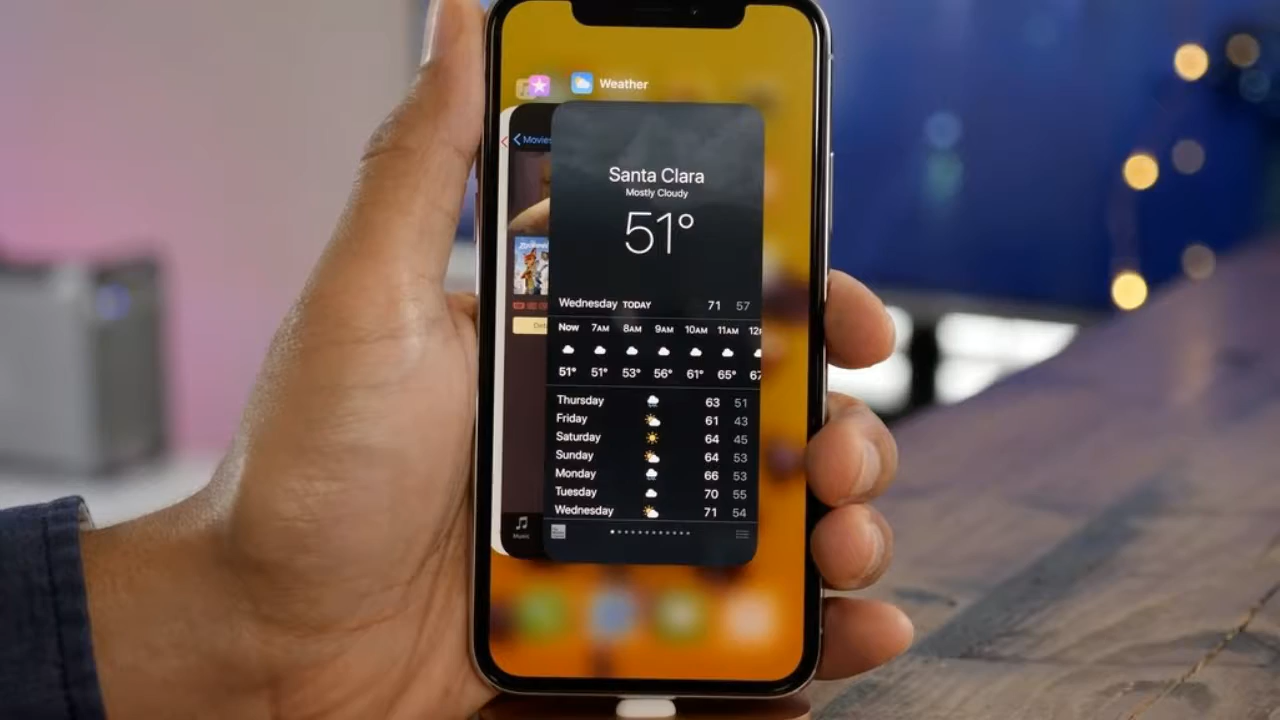 Weather
Movies
Santa Clara
Mostly Cloudy
51°
Wednesday TODAY 71 57
Now 7AM 8AM 9AM 10AM 11AM
51° 51° 53° 56° 61° 65°
Thursday 63 51
Friday 61 43
Saturday 64 45
Sunday 64 53
Monday 66 53
Tuesday 70 55
Wednesday 71 54
Music